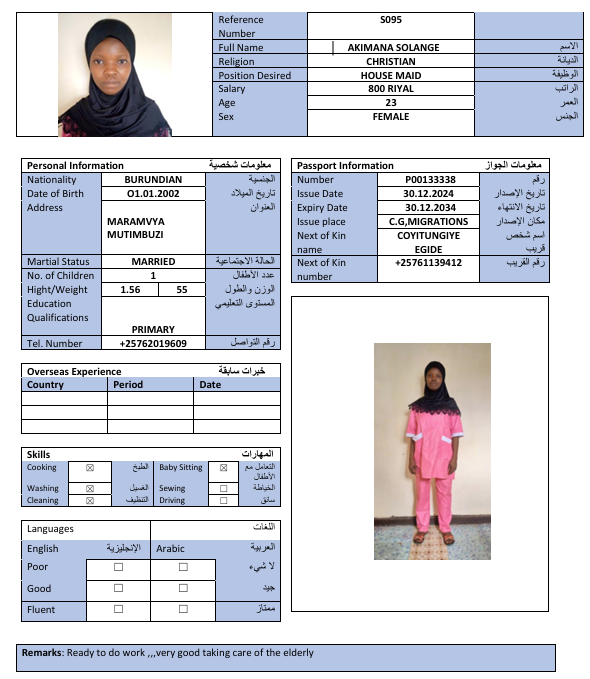 Reference Number S095
Full Name AKIMANA SOLANGE الاسم
Religion CHRISTIAN الديانة
Position Desired HOUSE MAID الوظيفة
Salary 800 RIYAL الراتب
Age 23 العمر
Sex FEMALE الجنس
Personal Information معلومات شخصية
Nationality BURUNDIAN الجنسية
Date of Birth O1.01.2002 تاريخ الميلاد
Address العنوان
MARAMVYA
MUTIMBUZI
Martial Status MARRIED الحالة الاجتماعية
No. of Children 1 عدد الأطفال
Hight/Weight 1.56 55 الوزن والطول
Education المستوى التعليمي
Qualifications
PRIMARY
Tel. Number +25762019609 رقم التواصل
Passport Information معلومات الجواز
Number P00133338 رقم
Issue Date 30.12.2024 تاريخ الإصدار
Expiry Date 30.12.2034 تاريخ الانتهاء
Issue place C.G,MIGRATIONS مكان الإصدار
Next of Kin COYITUNGIYE اسم شخص
name EGIDE قريب
Next of Kin +25761139412 رقم القريب
number
Overseas Experience خبرات سابقة
Country Period Date
Skills المهارات
Cooking ☒ الطبخ Baby Sitting ☒ التعامل مع
الأطفال
Washing ☒ الغسيل Sewing ☐ الخياطة
Cleaning ☒ التنظيف Driving ☐ سائق
Languages اللغات
English الإنجليزية Arabic العربية
Poor ☐ ☐ لا شيء
Good ☐ ☐ جيد
Fluent ☐ ☐ ممتاز
Remarks: Ready to do work ,,,very good taking care of the elderly